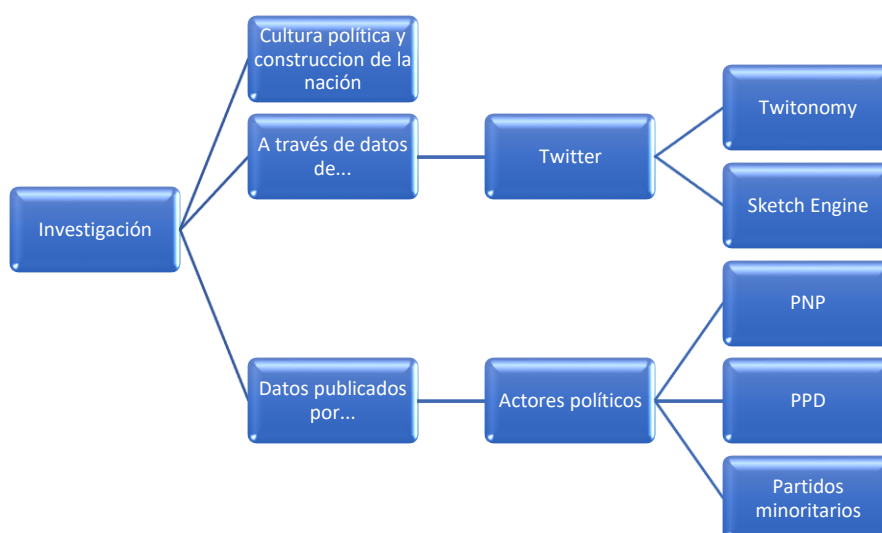 Cultura política y
construccion de la
nación
A través de datos
de...
Twitter
Twitonomy
Sketch Engine
Investigación
PNP
Datos publicados
por...
Actores políticos
PPD
Partidos
minoritarios